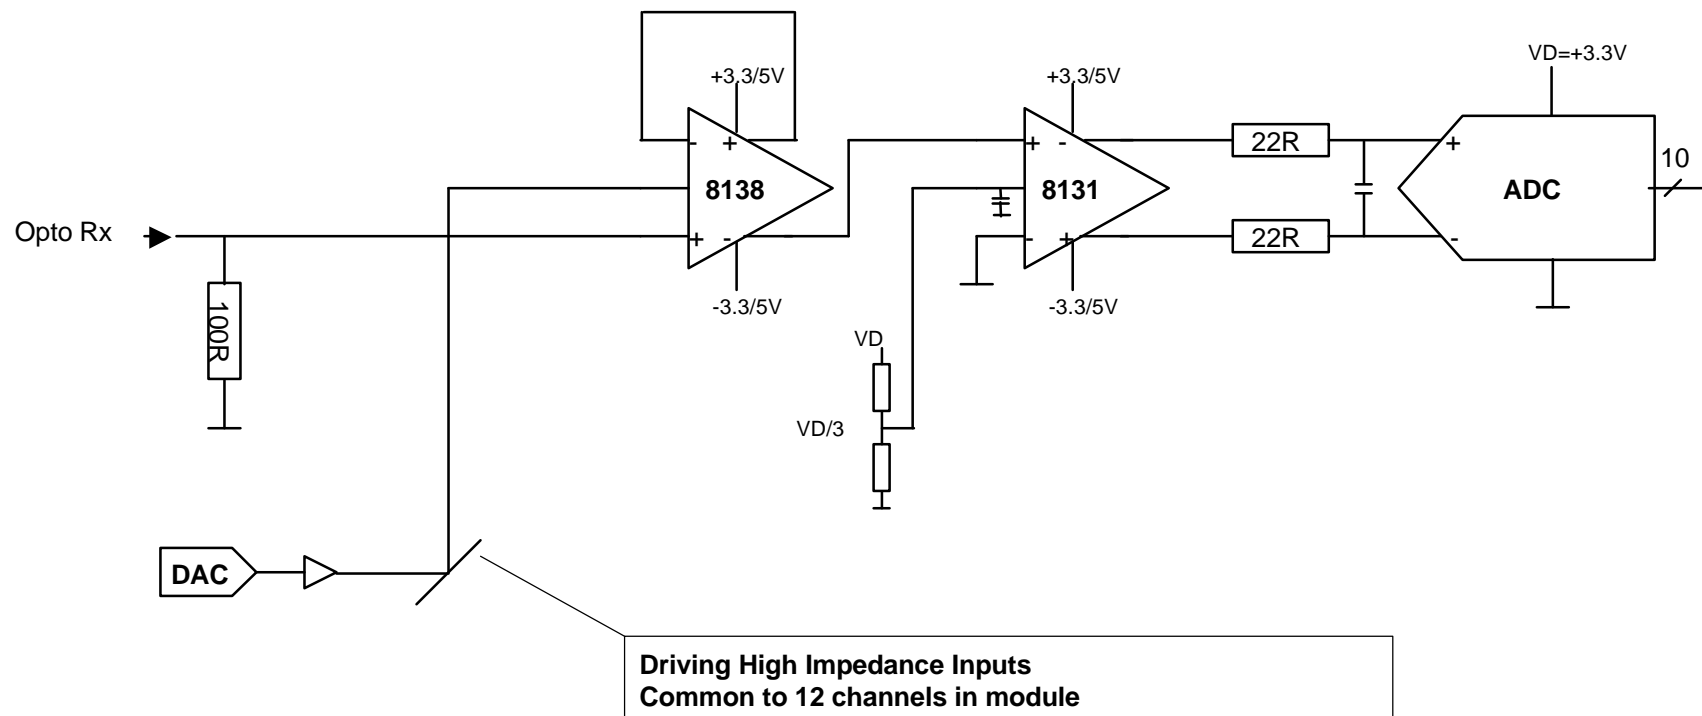 VD=+3.3V
+3.3/5V
+3.3/5V
- +
+ -
22R
+
10
8138
8131
ADC
Opto Rx
+ -
- +
22R
-
-3.3/5V
-3.3/5V
100R
VD
VD/3
DAC
Driving High Impedance Inputs
Common to 12 channels in module